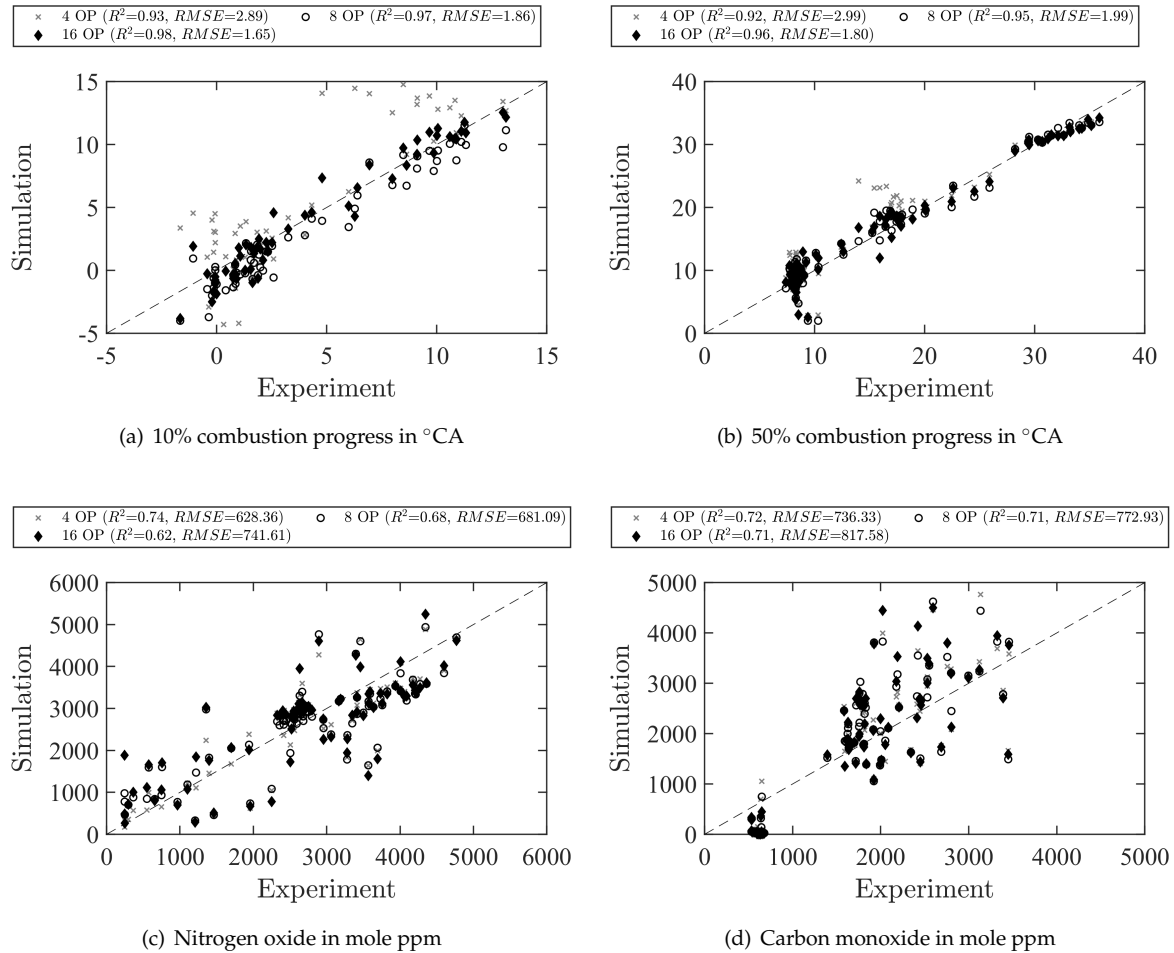 4 OP (R²=0.93, RMSE=2.89) 8 OP (R²=0.97, RMSE=1.86)
16 OP (R²=0.98, RMSE=1.65)
15
10
5
0
-5
Simulation
-5 0 5 10 15
Experiment
(a) 10% combustion progress in °CA
4 OP (R²=0.92, RMSE=2.99) 8 OP (R²=0.95, RMSE=1.99)
16 OP (R²=0.96, RMSE=1.80)
40
30
20
10
0
Simulation
0 10 20 30 40
Experiment
(b) 50% combustion progress in °CA
4 OP (R²=0.74, RMSE=628.36) 8 OP (R²=0.68, RMSE=681.09)
16 OP (R²=0.62, RMSE=741.61)
6000
5000
4000
3000
2000
1000
0
Simulation
0 1000 2000 3000 4000 5000 6000
Experiment
(c) Nitrogen oxide in mole ppm
4 OP (R²=0.72, RMSE=736.33) 8 OP (R²=0.71, RMSE=772.93)
16 OP (R²=0.71, RMSE=817.58)
5000
4000
3000
2000
1000
0
Simulation
0 1000 2000 3000 4000 5000
Experiment
(d) Carbon monoxide in mole ppm